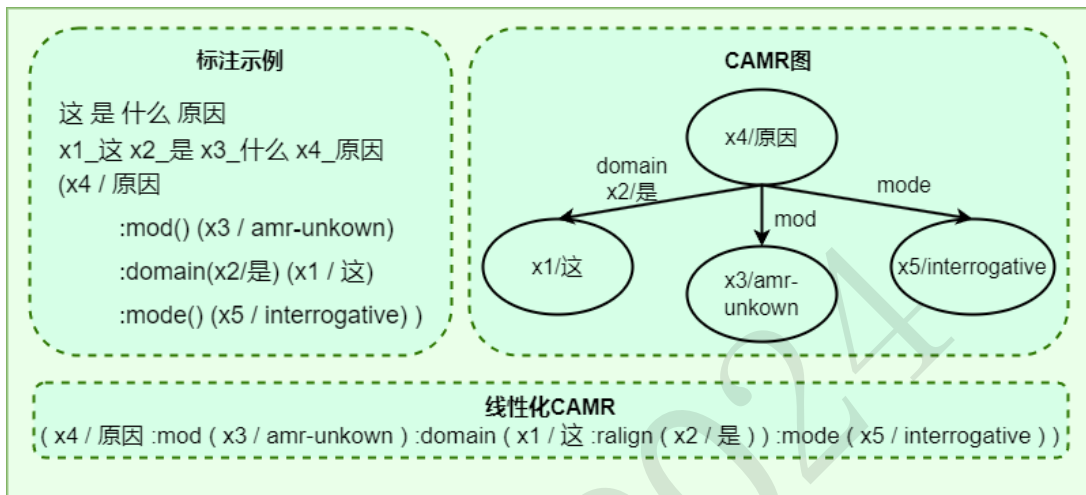 标注示例
这 是 什么 原因
x1_这 x2_是 x3_什么 x4_原因
(x4 / 原因
:mod() (x3 / amr-unkown)
:domain(x2/是) (x1 / 这)
:mode() (x5 / interrogative) )
CAMR图
x4/原因
domain
x2/是
mode
mod
x1/这
x3/amr-
unkown
x5/interrogative
线性化CAMR
( x4 / 原因 :mod ( x3 / amr-unkown ) :domain ( x1 / 这 :ralign ( x2 / 是 ) ) :mode ( x5 / interrogative ) )
2024